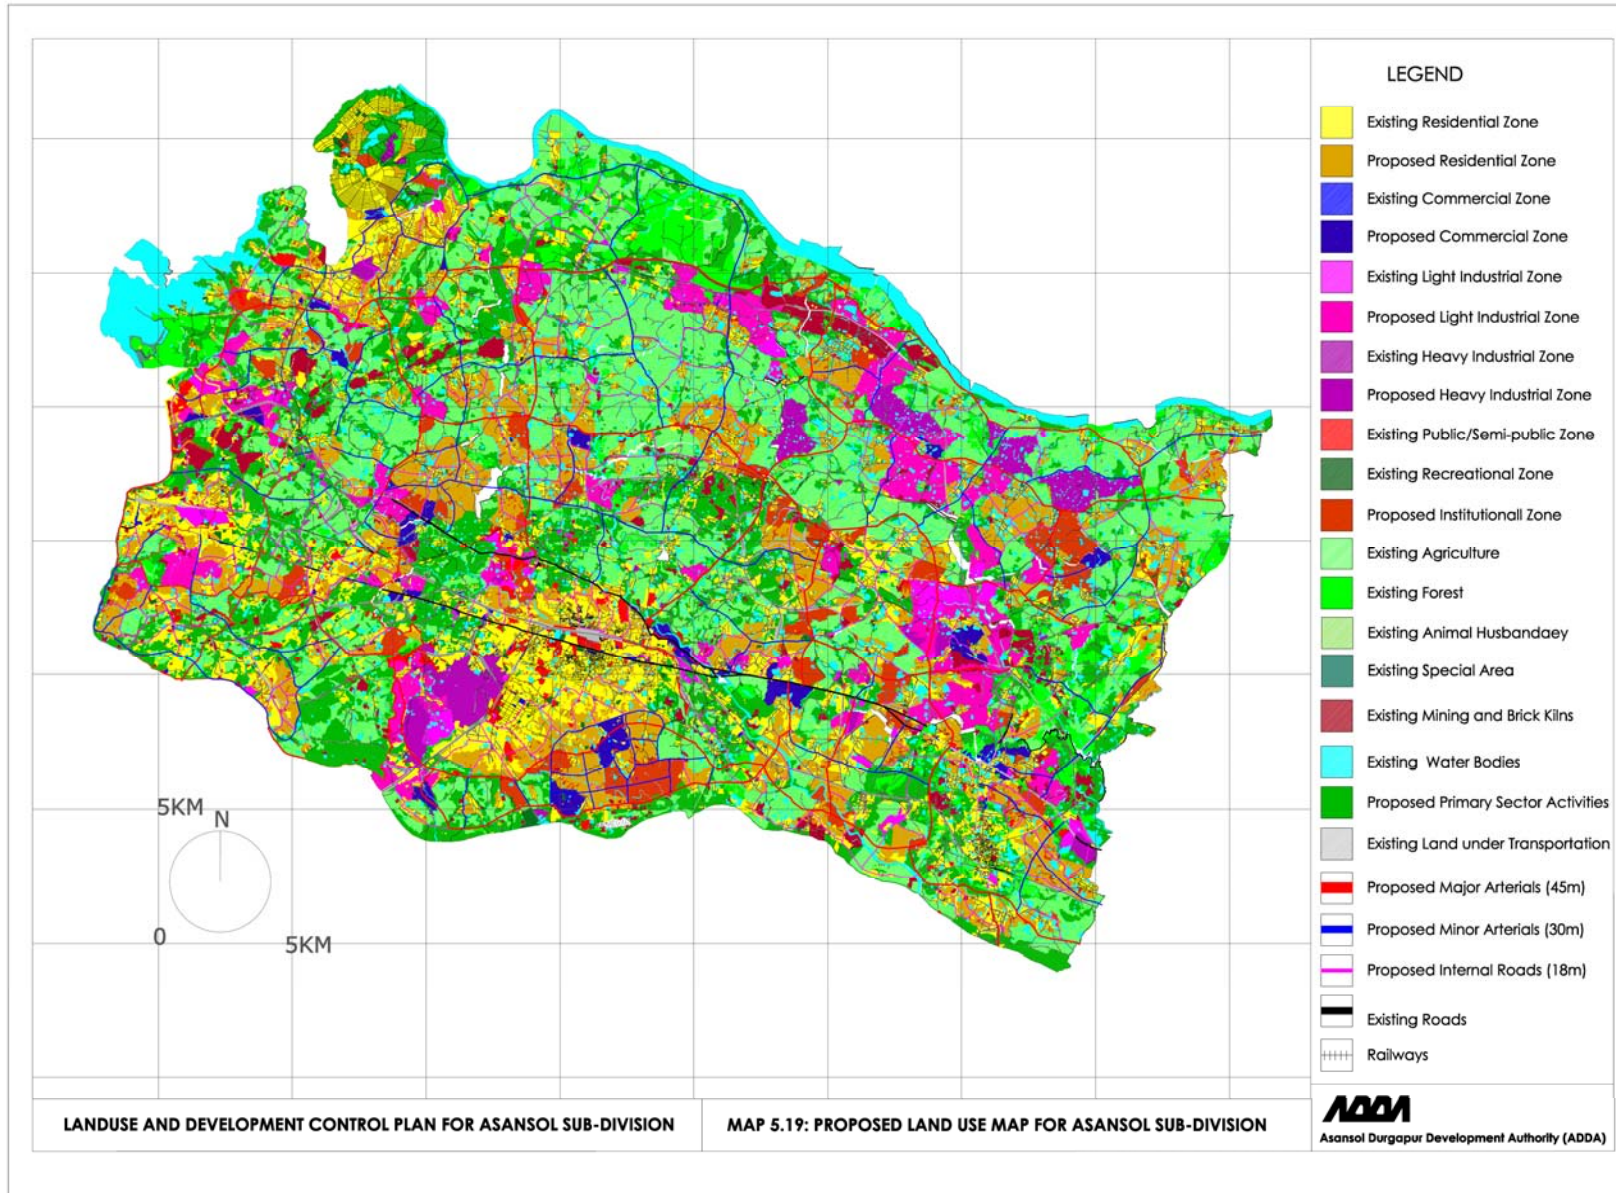 LEGEND
Existing Residential Zone
Proposed Residential Zone
Existing Commercial Zone
Proposed Commercial Zone
Existing Light Industrial Zone
Proposed Light Industrial Zone
Existing Heavy Industrial Zone
Proposed Heavy Industrial Zone
Existing Public/Semi-public Zone
Existing Recreational Zone
Proposed Institutionall Zone
Existing Agriculture
Existing Forest
Existing Animal Husbandaey
Existing Special Area
Existing Mining and Brick Kilns
Existing Water Bodies
Proposed Primary Sector Activities
Existing Land under Transportation
Proposed Major Arterials (45m)
Proposed Minor Arterials (30m)
Proposed Internal Roads (18m)
Existing Roads
Railways
5KM
N
0
5KM
LANDUSE AND DEVELOPMENT CONTROL PLAN FOR ASANSOL SUB-DIVISION
MAP 5.19: PROPOSED LAND USE MAP FOR ASANSOL SUB-DIVISION
ADDA
Asansol Durgapur Development Authority (ADDA)